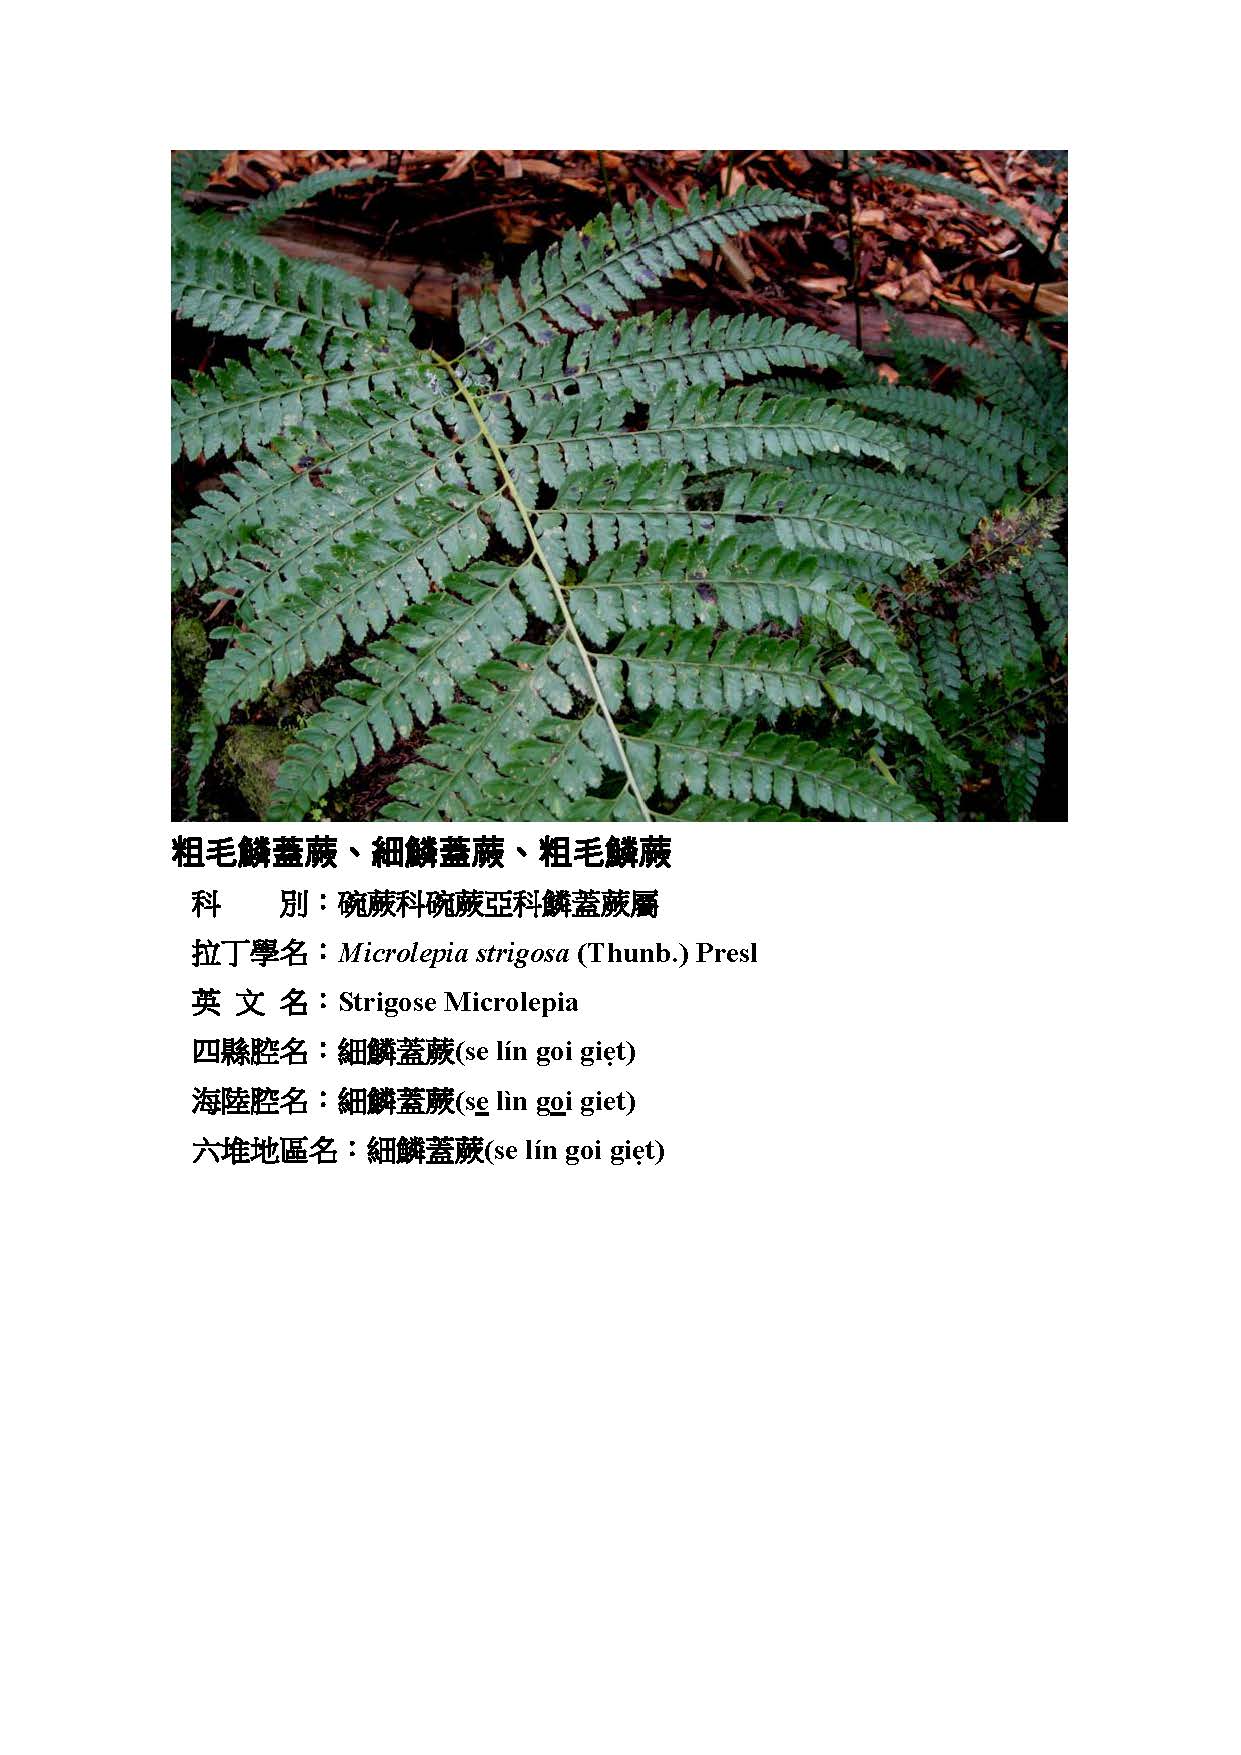 粗毛鱗蓋蕨、細鱗蓋蕨、粗毛鱗蕨
科　　別：碗蕨科碗蕨亞科鱗蓋蕨屬
拉丁學名：Microlepia strigosa (Thunb.) Presl
英 文 名：Strigose Microlepia
四縣腔名：細鱗蓋蕨(se lín goi giẹt)
海陸腔名：細鱗蓋蕨(se̲ lìn go̲i giet)
六堆地區名：細鱗蓋蕨(se lín goi giẹt)